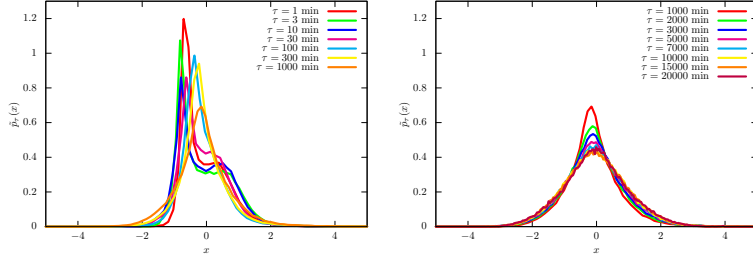 τ = 1 min
τ = 3 min
τ = 10 min
τ = 30 min
τ = 100 min
τ = 300 min
τ = 1000 min
1.2
1
0.8
0.6
0.4
0.2
0
p̃τ(x)
−4
−2
0
2
4
x
τ = 1000 min
τ = 2000 min
τ = 3000 min
τ = 5000 min
τ = 7000 min
τ = 10000 min
τ = 15000 min
τ = 20000 min
1.2
1
0.8
0.6
0.4
0.2
0
p̃τ(x)
−4
−2
0
2
4
x